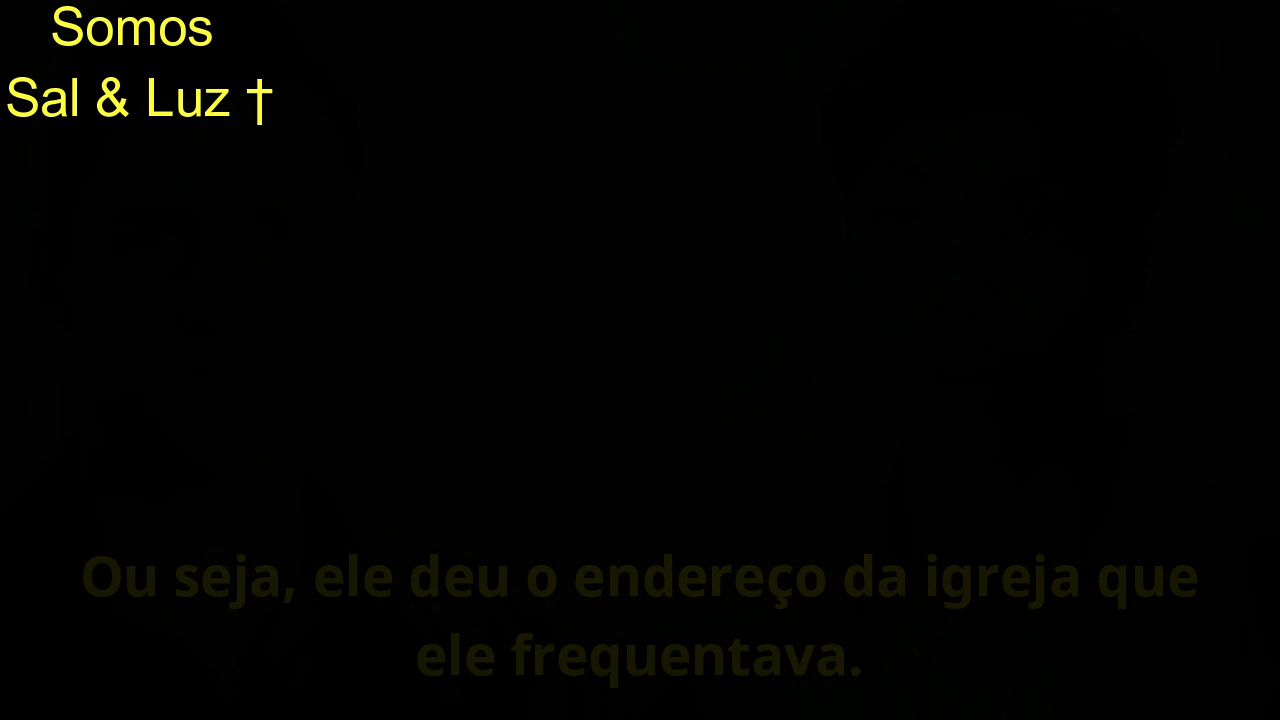 Somos
Sal & Luz †
Ou seja, ele deu o endereço da igreja que
ele frequentava.